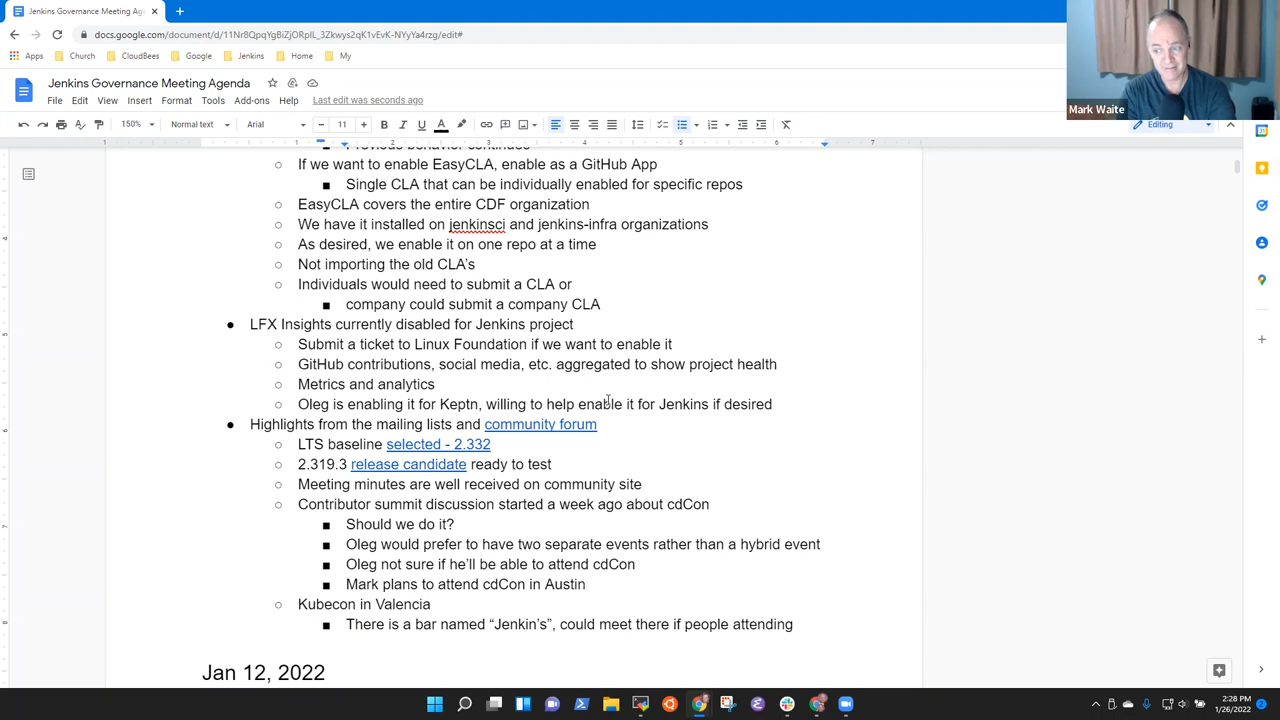 Jenkins Governance Meeting Age
docs.google.com/document/d/11Nr8QpqYgBiZjORpIL_3Zkwys2qK1vEvK-NYyYa4rzg/edit#
Apps Church CloudBees Google Jenkins Home My
Jenkins Governance Meeting Agenda
File Edit View Insert Format Tools Add-ons Help Last edit was seconds ago
150% Normal text Arial 11 Editing
Mark Waite
1 1 2 3 4 5 6 7
If we want to enable EasyCLA, enable as a GitHub App
Single CLA that can be individually enabled for specific repos
EasyCLA covers the entire CDF organization
We have it installed on jenkinsci and jenkins-infra organizations
As desired, we enable it on one repo at a time
Not importing the old CLA's
Individuals would need to submit a CLA or
company could submit a company CLA
LFX Insights currently disabled for Jenkins project
Submit a ticket to Linux Foundation if we want to enable it
GitHub contributions, social media, etc. aggregated to show project health
Metrics and analytics
Oleg is enabling it for Keptn, willing to help enable it for Jenkins if desired
Highlights from the mailing lists and community forum
LTS baseline selected - 2.332
2.319.3 release candidate ready to test
Meeting minutes are well received on community site
Contributor summit discussion started a week ago about cdCon
Should we do it?
Oleg would prefer to have two separate events rather than a hybrid event
Oleg not sure if he'll be able to attend cdCon
Mark plans to attend cdCon in Austin
Kubecon in Valencia
There is a bar named “Jenkin's”, could meet there if people attending
Jan 12, 2022
2:28 PM
1/26/2022